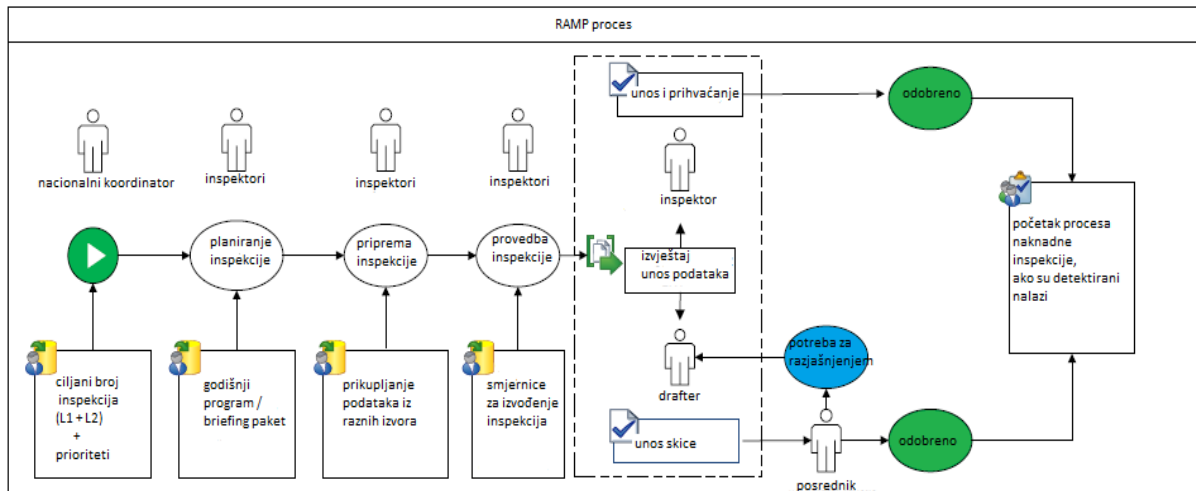 RAMP proces
nacionalni koordinator
inspektori
inspektori
inspektori
planiranje
inspekcije
priprema
inspekcije
provedba
inspekcije
ciljani broj
inspekcija
(L1 + L2)
+
prioriteti
godišnji
program /
briefing paket
prikupljanje
podataka iz
raznih izvora
smjernice
za izvođenje
inspekcija
unos i prihvaćanje
inspektor
izvještaj
unos podataka
drafter
unos skice
odobreno
potreba za
razjašnjenjem
posrednik
odobreno
početak procesa
naknadne
inspekcije,
ako su detektirani
nalazi